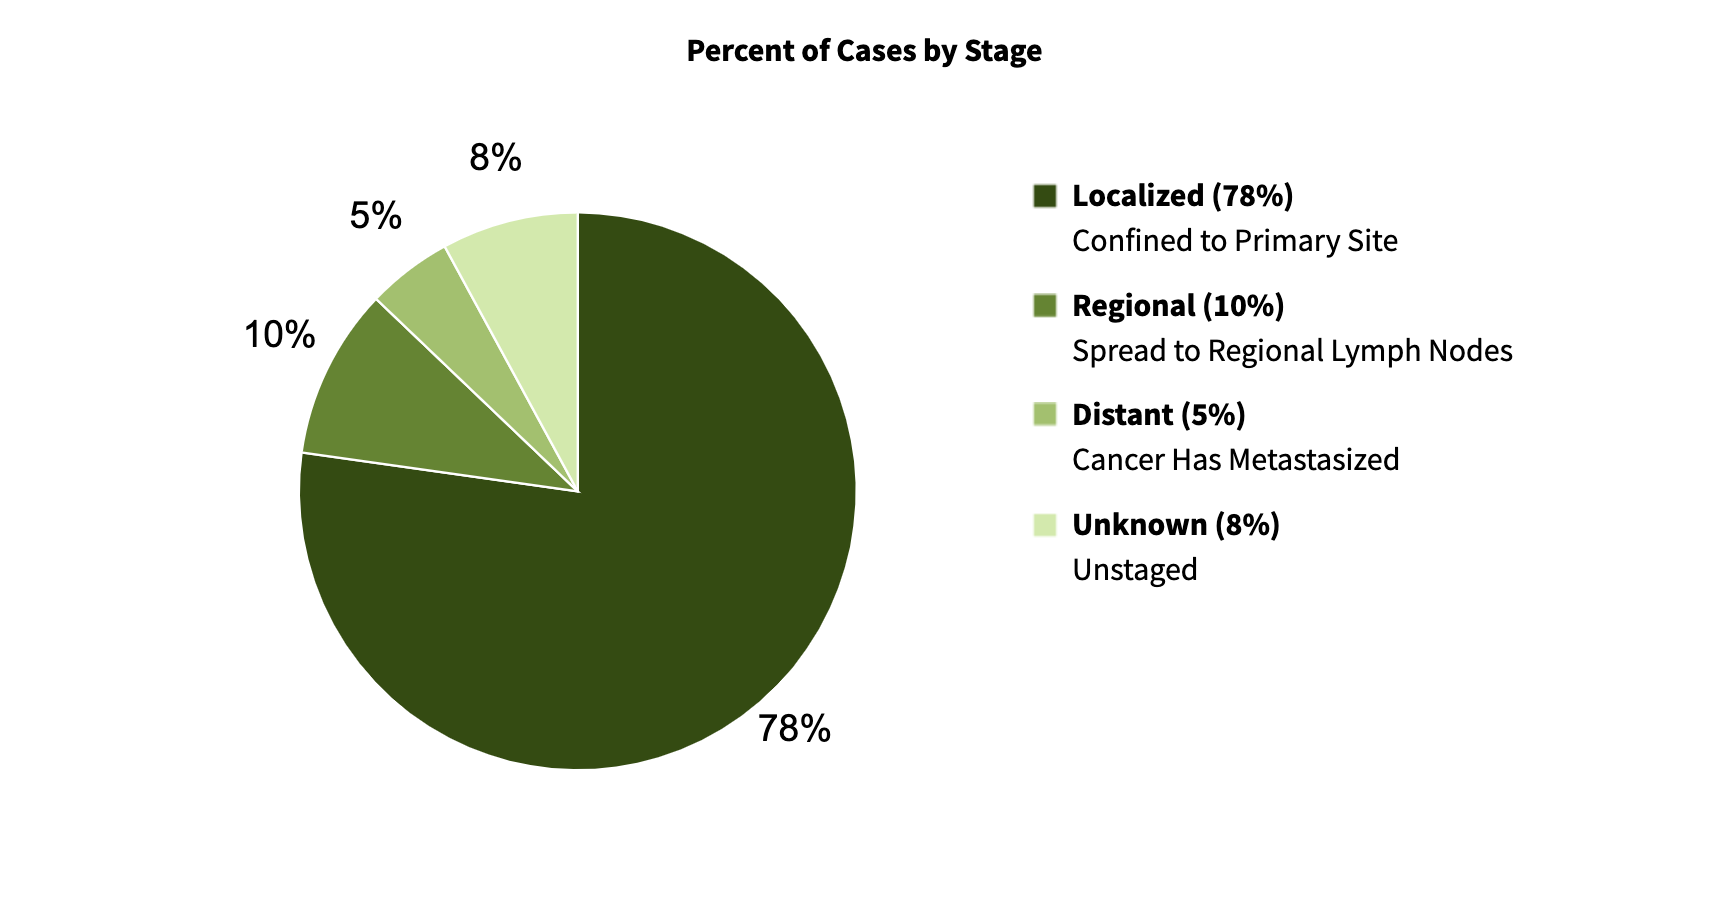 Percent of Cases by Stage
8%
5%
10%
78%
Localized (78%)
Confined to Primary Site
Regional (10%)
Spread to Regional Lymph Nodes
Distant (5%)
Cancer Has Metastasized
Unknown (8%)
Unstaged